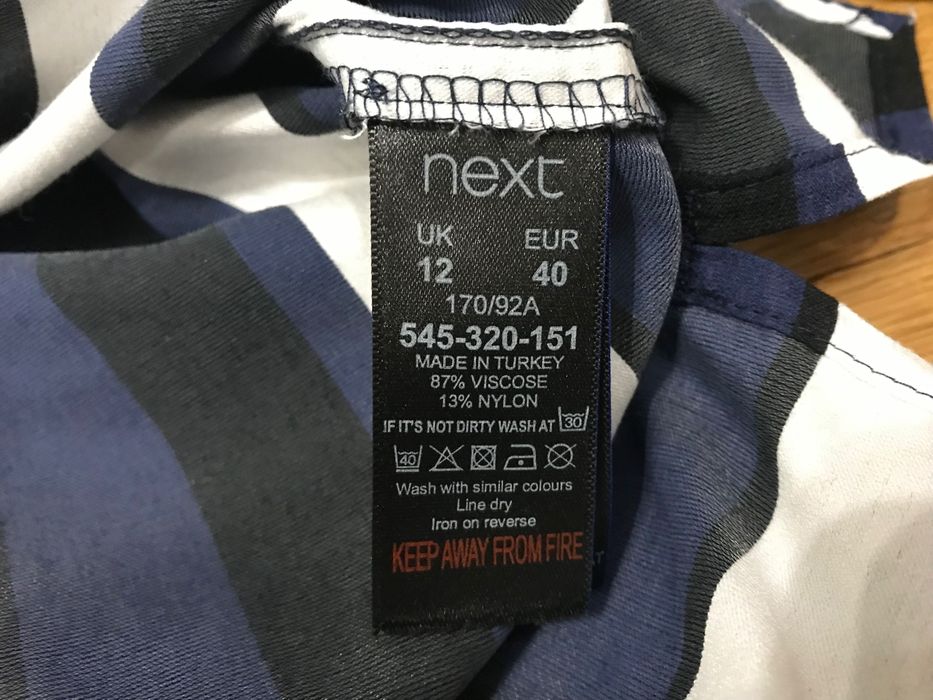 next
UK EUR
12 40
170/92A
545-320-151
MADE IN TURKEY
87% VISCOSE
13% NYLON
IF IT'S NOT DIRTY WASH AT 30
40
Wash with similar colours
Line dry
Iron on reverse
KEEP AWAY FROM FIRE